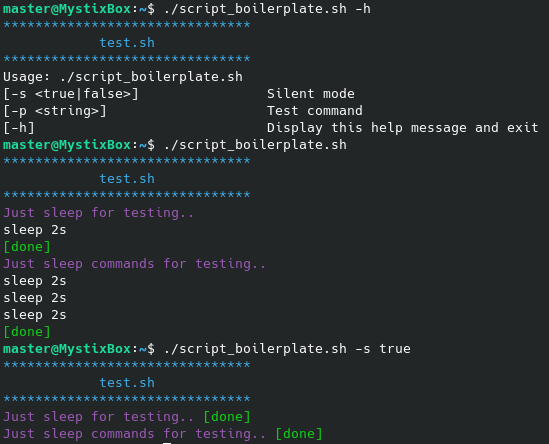 master@MystixBox:~$ ./script_boilerplate.sh -h
*******************************
test.sh
*******************************
Usage: ./script_boilerplate.sh
[-s <true|false>] Silent mode
[-p <string>] Test command
[-h] Display this help message and exit
master@MystixBox:~$ ./script_boilerplate.sh
*******************************
test.sh
*******************************
Just sleep for testing..
sleep 2s
[done]
Just sleep commands for testing..
sleep 2s
sleep 2s
sleep 2s
[done]
master@MystixBox:~$ ./script_boilerplate.sh -s true
*******************************
test.sh
*******************************
Just sleep for testing.. [done]
Just sleep commands for testing.. [done]